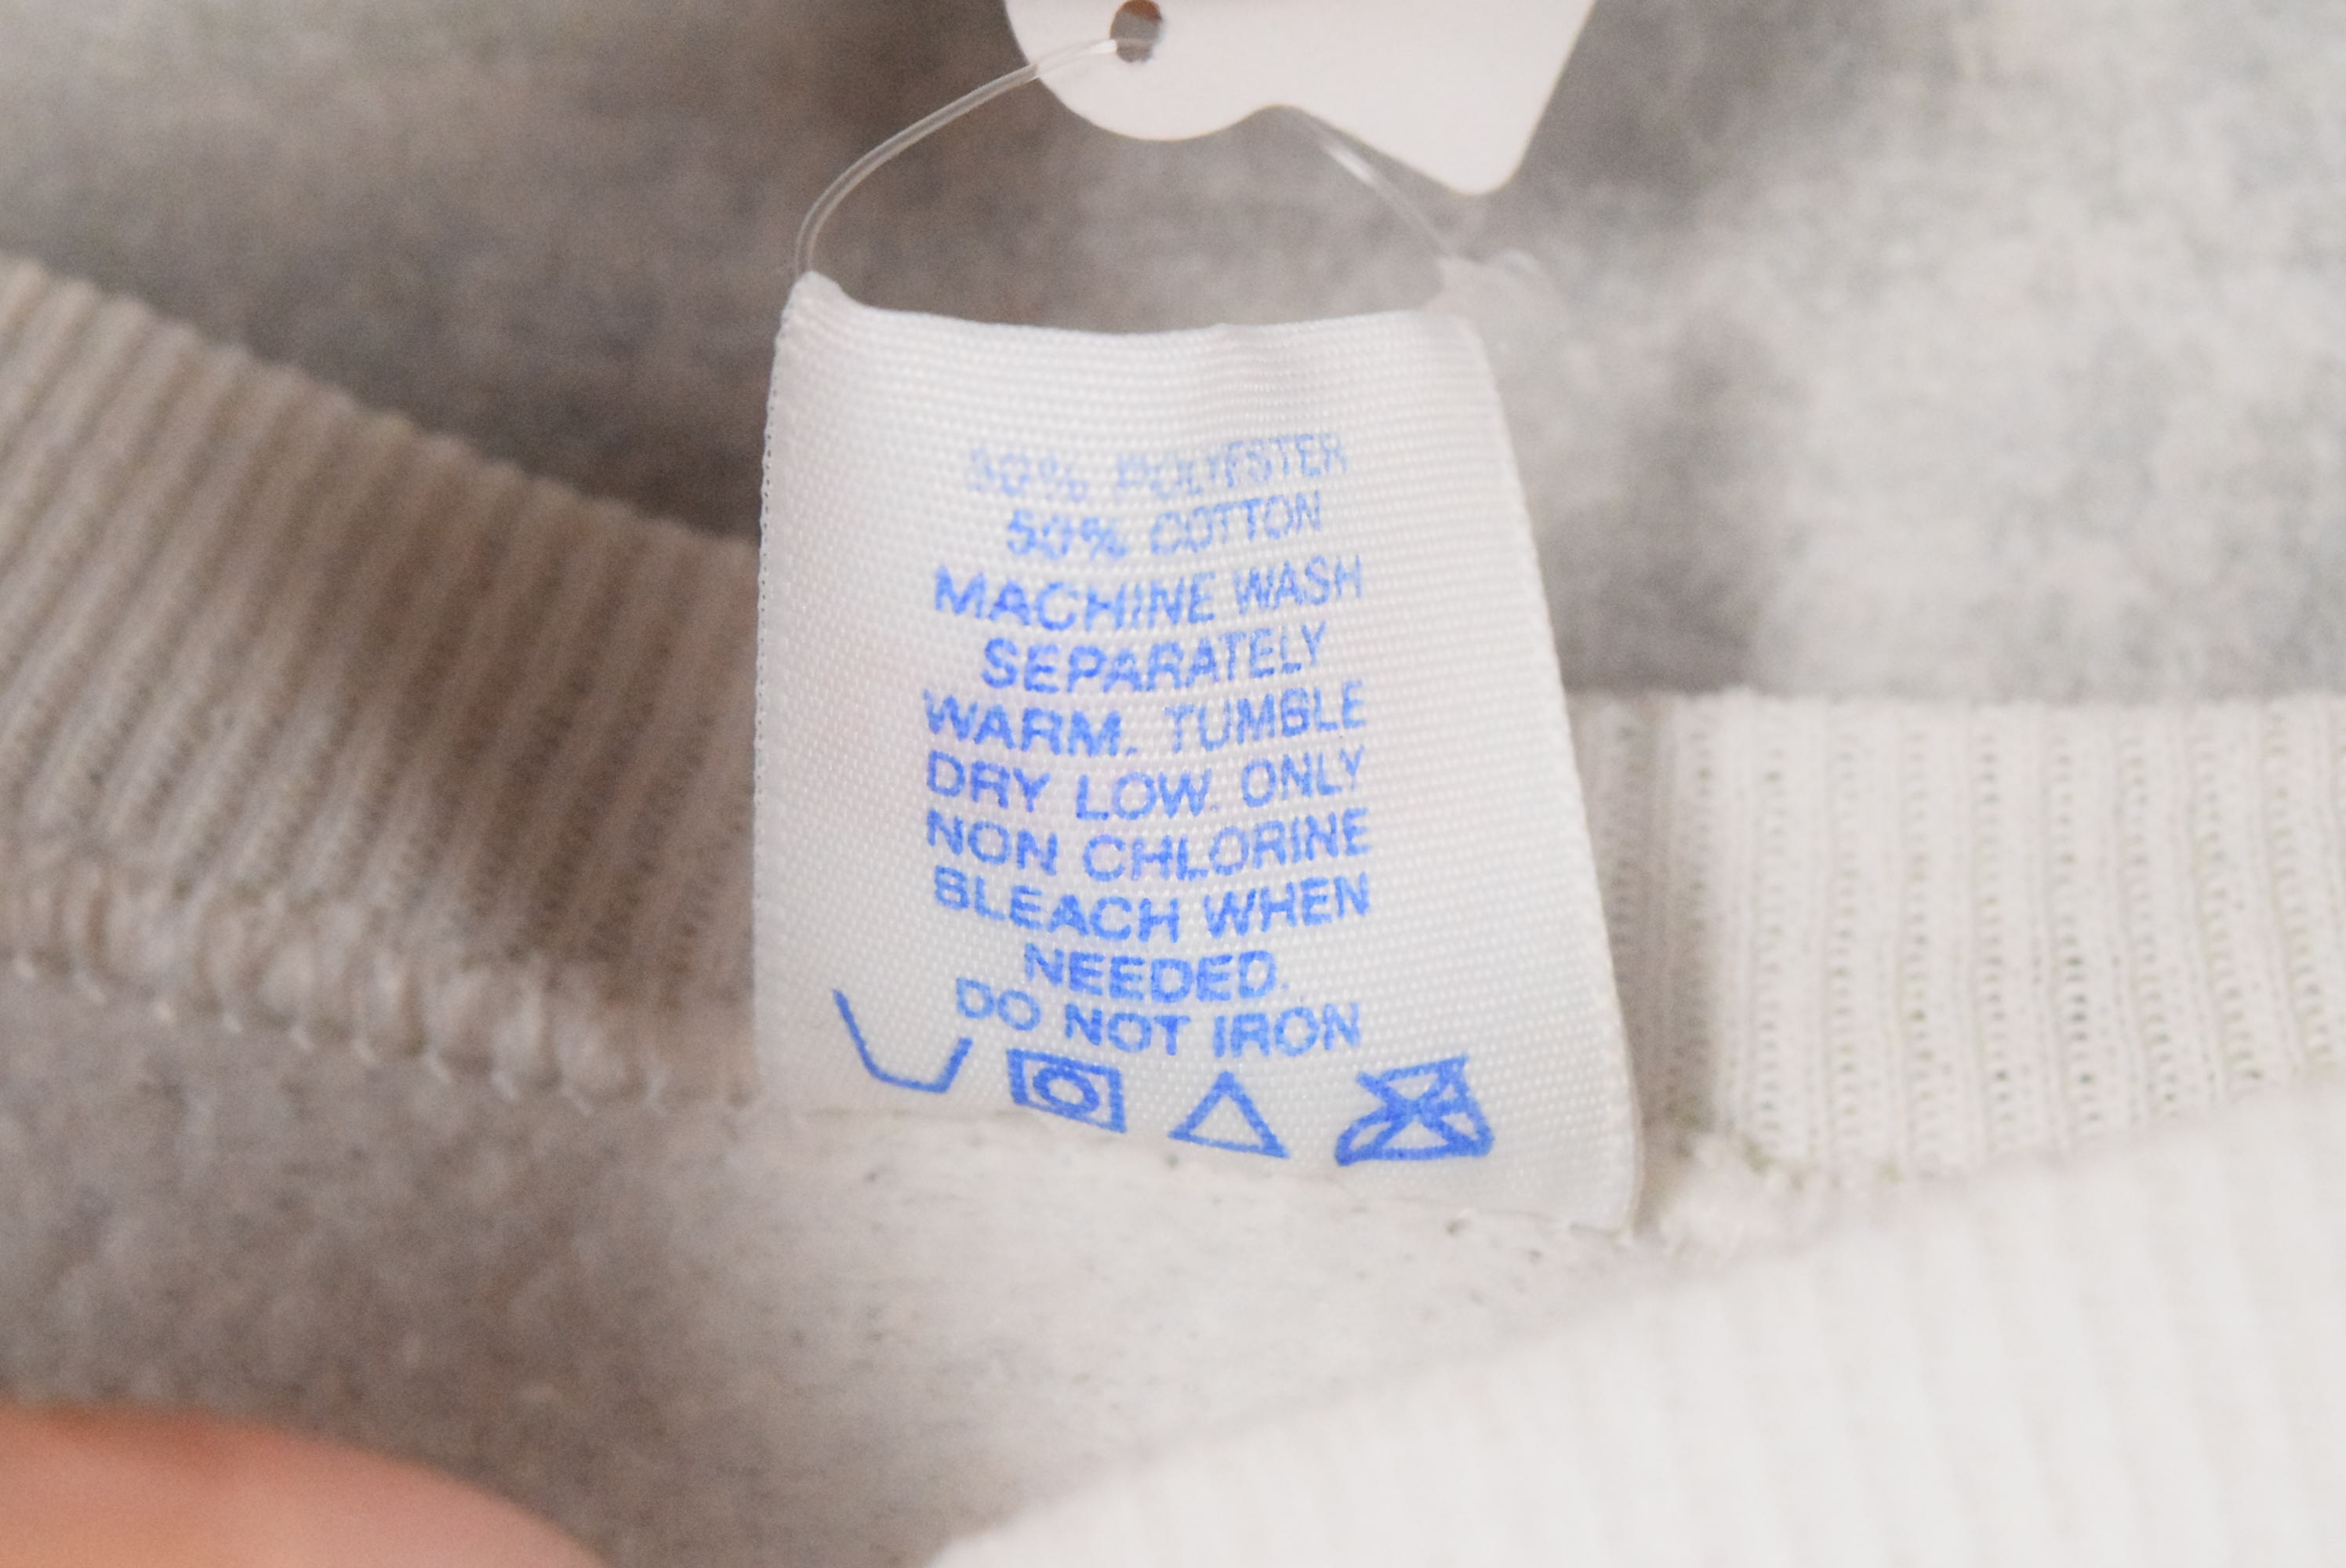 50% POLYESTER
50% COTTON
MACHINE WASH
SEPARATELY
WARM. TUMBLE
DRY LOW. ONLY
NON CHLORINE
BLEACH WHEN
NEEDED.
DO NOT IRON